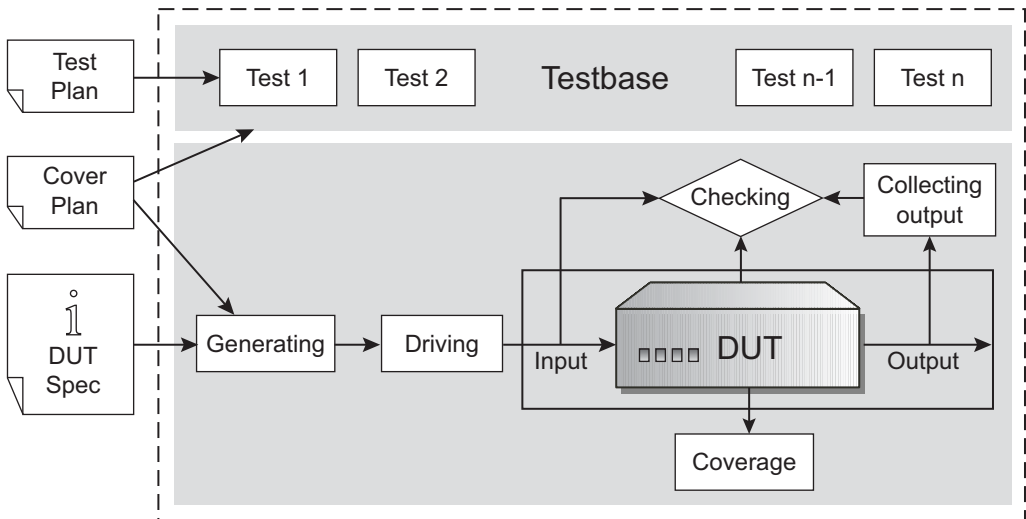 Test
Plan
Test 1
Test 2
Testbase
Test n-1
Test n
Cover
Plan
Checking
Collecting
output
i
DUT
Spec
Generating
Driving
Input
DUT
Output
Coverage